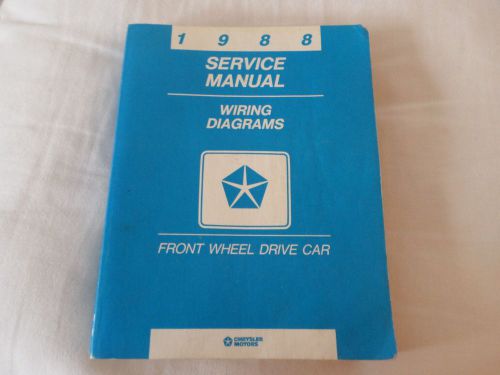 1 9 8 8
SERVICE
MANUAL
WIRING
DIAGRAMS
FRONT WHEEL DRIVE CAR
CHRYSLER
MOTORS